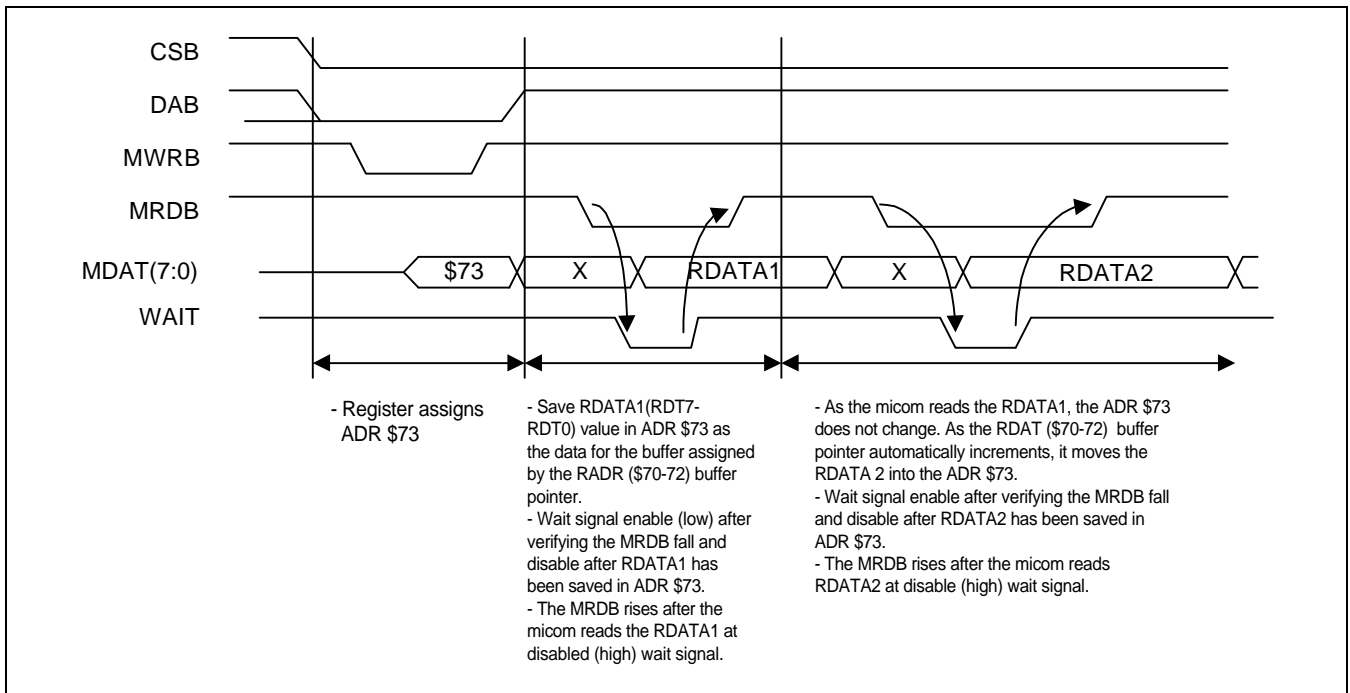 CSB
DAB
MWRB
MRDB
MDAT(7:0)
$73
X
RDATA1
X
RDATA2
WAIT
- Register assigns
ADR $73
- Save RDATA1(RDT7-
RDT0) value in ADR $73 as
the data for the buffer assigned
by the RADR ($70-72) buffer
pointer.
- Wait signal enable (low) after
verifying the MRDB fall and
disable after RDATA1 has
been saved in ADR $73.
- The MRDB rises after the
micom reads the RDATA1 at
disabled (high) wait signal.
- As the micom reads the RDATA1, the ADR $73
does not change. As the RDAT ($70-72) buffer
pointer automatically increments, it moves the
RDATA 2 into the ADR $73.
- Wait signal enable after verifying the MRDB fall
and disable after RDATA2 has been saved in
ADR $73.
- The MRDB rises after the micom reads
RDATA2 at disable (high) wait signal.